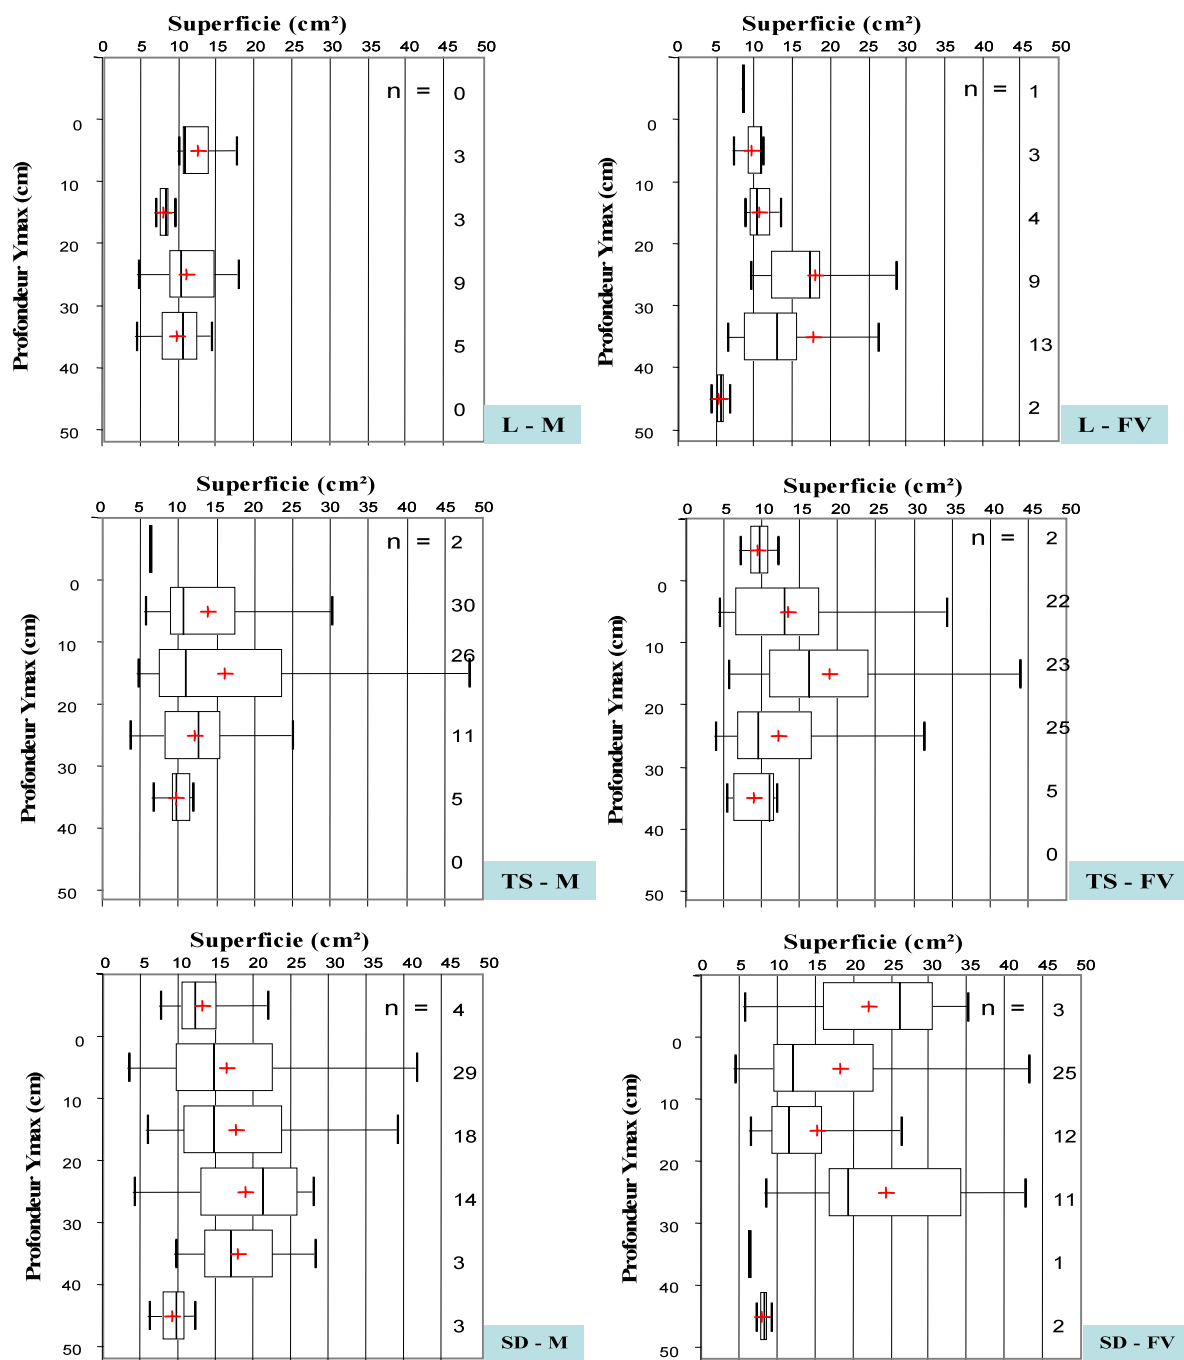 Superficie (cm²)
0 5 10 15 20 25 30 35 40 45 50
Profondeur Ymax (cm)
0
10
20
30
40
50
n = 0
3
3
9
5
0
L - M
Superficie (cm²)
0 5 10 15 20 25 30 35 40 45 50
Profondeur Ymax (cm)
0
10
20
30
40
50
n = 1
3
4
9
13
2
L - FV
Superficie (cm²)
0 5 10 15 20 25 30 35 40 45 50
Profondeur Ymax (cm)
0
10
20
30
40
50
n = 2
30
26
11
5
0
TS - M
Superficie (cm²)
0 5 10 15 20 25 30 35 40 45 50
Profondeur Ymax (cm)
0
10
20
30
40
50
n = 2
22
23
25
5
0
TS - FV
Superficie (cm²)
0 5 10 15 20 25 30 35 40 45 50
Profondeur Ymax (cm)
0
10
20
30
40
50
n = 4
29
18
14
3
3
SD - M
Superficie (cm²)
0 5 10 15 20 25 30 35 40 45 50
Profondeur Ymax (cm)
0
10
20
30
40
50
n = 3
25
12
11
1
2
SD - FV